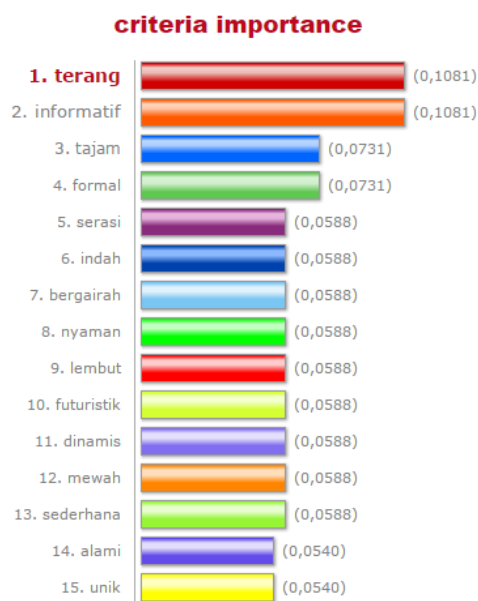 criteria importance
1. terang (0,1081)
2. informatif (0,1081)
3. tajam (0,0731)
4. formal (0,0731)
5. serasi (0,0588)
6. indah (0,0588)
7. bergairah (0,0588)
8. nyaman (0,0588)
9. lembut (0,0588)
10. futuristik (0,0588)
11. dinamis (0,0588)
12. mewah (0,0588)
13. sederhana (0,0588)
14. alami (0,0540)
15. unik (0,0540)